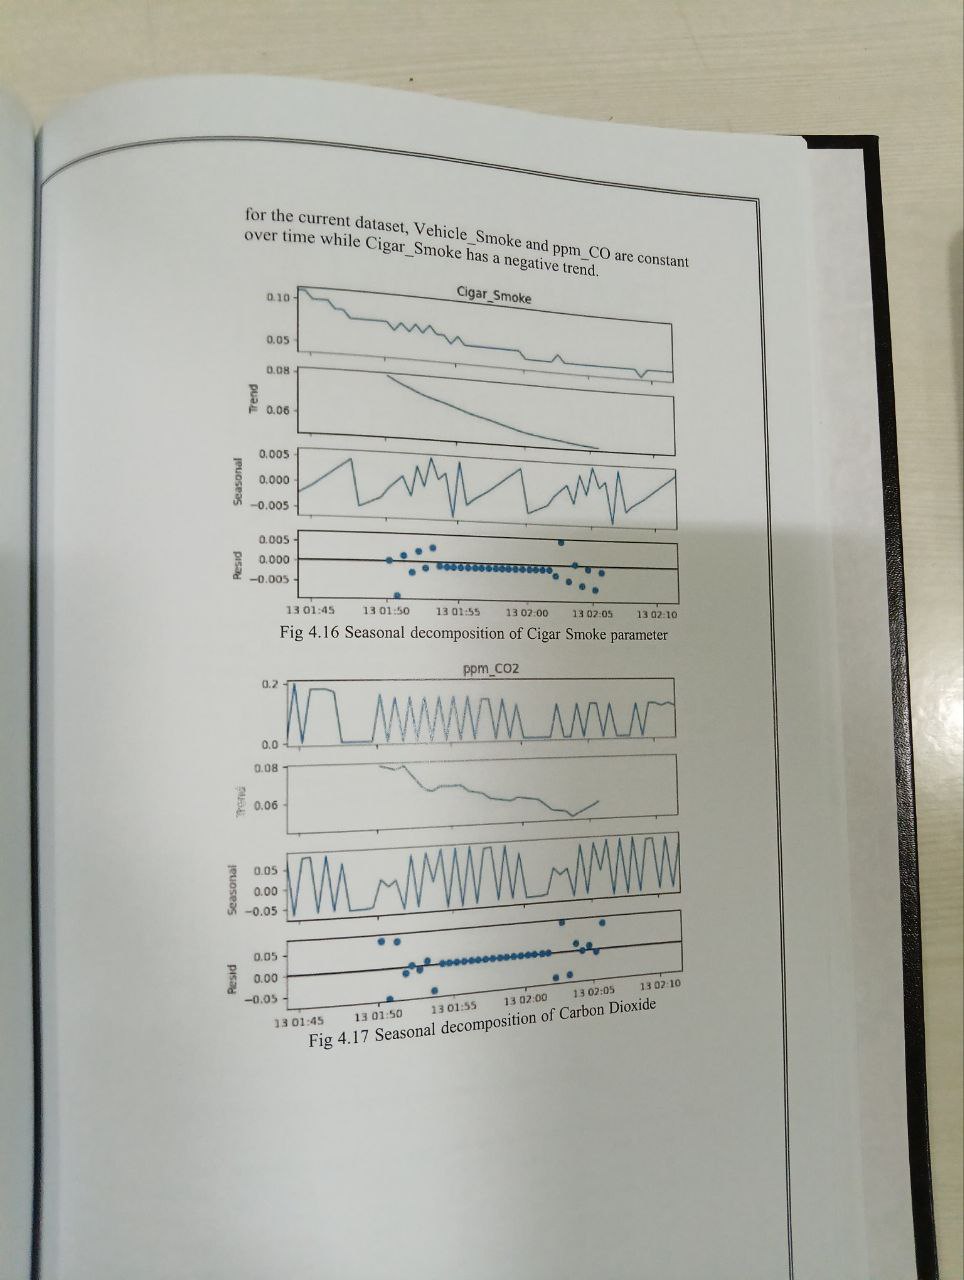 for the current dataset, Vehicle_Smoke and ppm_CO are constant
over time while Cigar_Smoke has a negative trend.
Cigar_Smoke
0.10
0.05
0.08
Trend
0.06
0.005
Seasonal
0.000
−0.005
0.005
Resid
0.000
−0.005
13 01:45 13 01:50 13 01:55 13 02:00 13 02:05 13 02:10
Fig 4.16 Seasonal decomposition of Cigar Smoke parameter
ppm_CO2
0.2
0.0
0.08
Trend
0.06
0.05
Seasonal
0.00
−0.05
0.05
Resid
0.00
−0.05
13 01:45 13 01:50 13 01:55 13 02:00 13 02:05 13 02:10
Fig 4.17 Seasonal decomposition of Carbon Dioxide